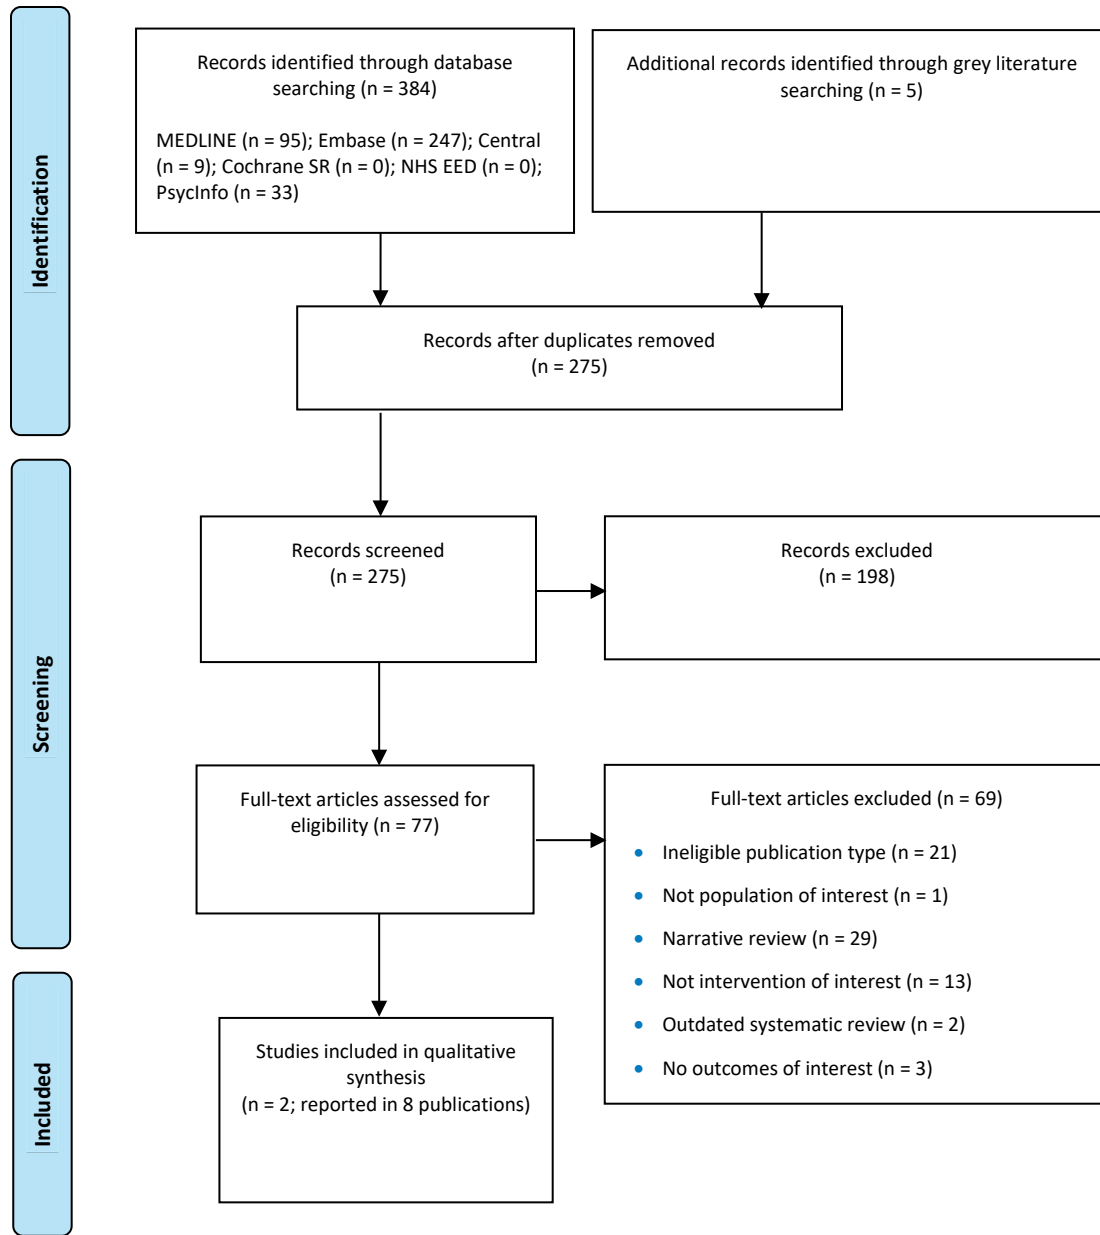 Identification
Records identified through database
searching (n = 384)
MEDLINE (n = 95); Embase (n = 247); Central
(n = 9); Cochrane SR (n = 0); NHS EED (n = 0);
PsycInfo (n = 33)
Additional records identified through grey literature
searching (n = 5)
Records after duplicates removed
(n = 275)
Screening
Records screened
(n = 275)
Records excluded
(n = 198)
Full-text articles assessed for
eligibility (n = 77)
Full-text articles excluded (n = 69)
• Ineligible publication type (n = 21)
• Not population of interest (n = 1)
• Narrative review (n = 29)
• Not intervention of interest (n = 13)
• Outdated systematic review (n = 2)
• No outcomes of interest (n = 3)
Included
Studies included in qualitative
synthesis
(n = 2; reported in 8 publications)